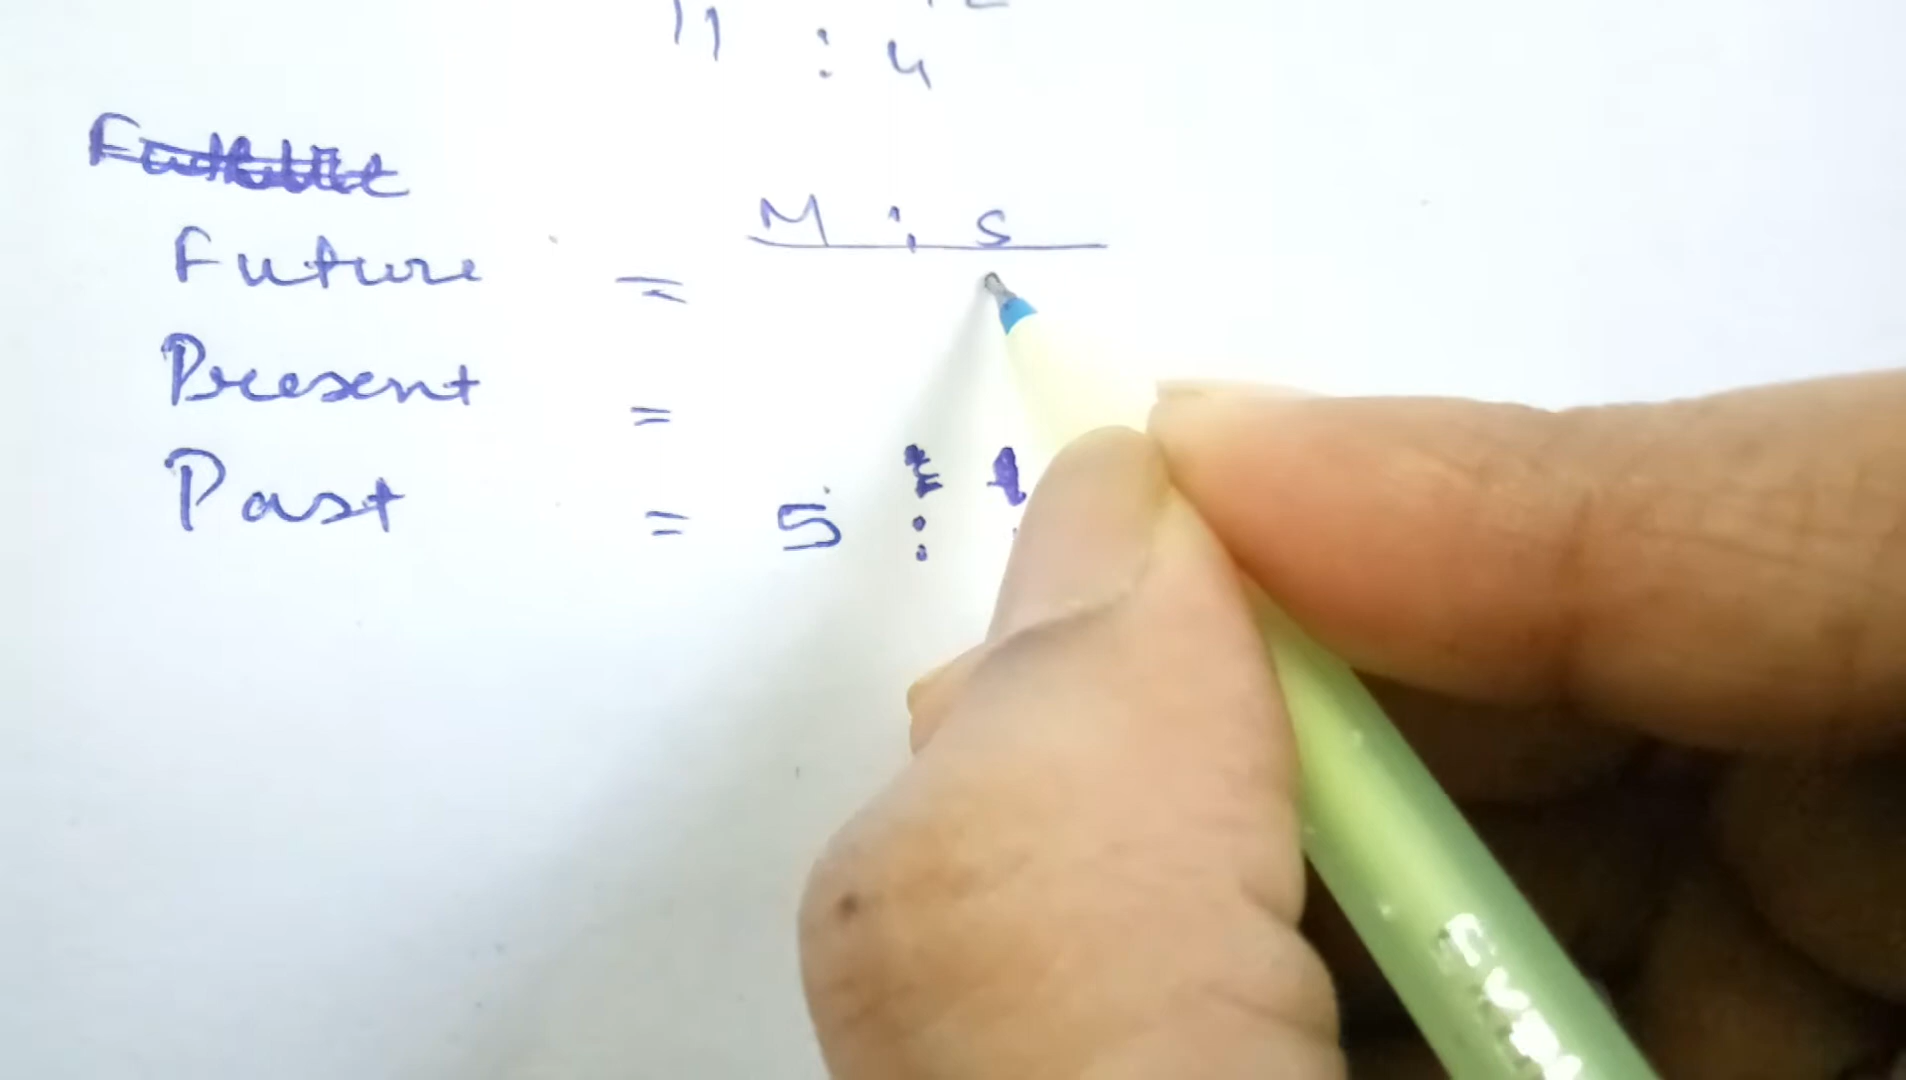 11 : 4
M : S
Future =
Present =
Past = 5 :